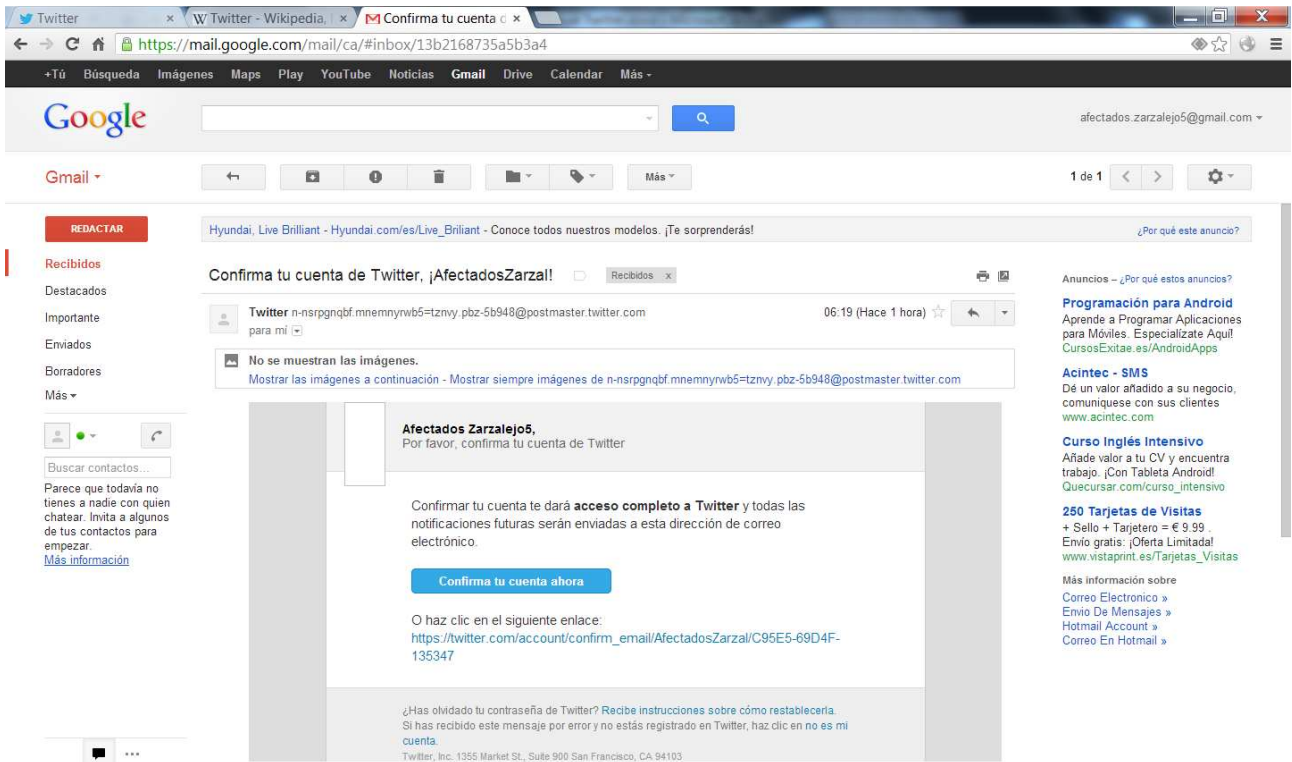 Twitter
Twitter - Wikipedia, l
Confirma tu cuenta d
https://mail.google.com/mail/ca/#inbox/13b2168735a5b3a4
+Tú Búsqueda Imágenes Maps Play YouTube Noticias Gmail Drive Calendar Más
Google
afectados.zarzalejo5@gmail.com
Gmail
Más
1 de 1
REDACTAR
Recibidos
Destacados
Importante
Enviados
Borradores
Más
Buscar contactos...
Parece que todavía no
tienes a nadie con quien
chatear. Invita a algunos
de tus contactos para
empezar.
Más información
Hyundai, Live Brilliant - Hyundai.com/es/Live_Briliant - Conoce todos nuestros modelos. ¡Te sorprenderás!
¿Por qué este anuncio?
Confirma tu cuenta de Twitter, ¡AfectadosZarzal!
Recibidos x
Twitter n-nsrpgnqbf.mnemnyrwb5=tznvy.pbz-5b948@postmaster.twitter.com
06:19 (Hace 1 hora)
para mí
No se muestran las imágenes.
Mostrar las imágenes a continuación - Mostrar siempre imágenes de n-nsrpgnqbf.mnemnyrwb5=tznvy.pbz-5b948@postmaster.twitter.com
Afectados Zarzalejo5,
Por favor, confirma tu cuenta de Twitter
Confirmar tu cuenta te dará acceso completo a Twitter y todas las
notificaciones futuras serán enviadas a esta dirección de correo
electrónico.
Confirma tu cuenta ahora
O haz clic en el siguiente enlace:
https://twitter.com/account/confirm_email/AfectadosZarzal/C95E5-69D4F-
135347
¿Has olvidado tu contraseña de Twitter? Recibe instrucciones sobre cómo restablecerla.
Si has recibido este mensaje por error y no estás registrado en Twitter, haz clic en no es mi
cuenta.
Twitter, Inc. 1355 Market St., Suite 900 San Francisco, CA 94103
Anuncios – ¿Por qué estos anuncios?
Programación para Android
Aprende a Programar Aplicaciones
para Móviles. Especialízate Aquí!
CursosExitae.es/AndroidApps
Acintec - SMS
Dé un valor añadido a su negocio,
comuniquese con sus clientes
www.acintec.com
Curso Inglés Intensivo
Añade valor a tu CV y encuentra
trabajo. ¡Con Tableta Android!
Quecursar.com/curso_intensivo
250 Tarjetas de Visitas
+ Sello + Tarjetero = € 9.99 .
Envío gratis: ¡Oferta Limitada!
www.vistaprint.es/Tarjetas_Visitas
Más información sobre
Correo Electronico »
Envio De Mensajes »
Hotmail Account »
Correo En Hotmail »